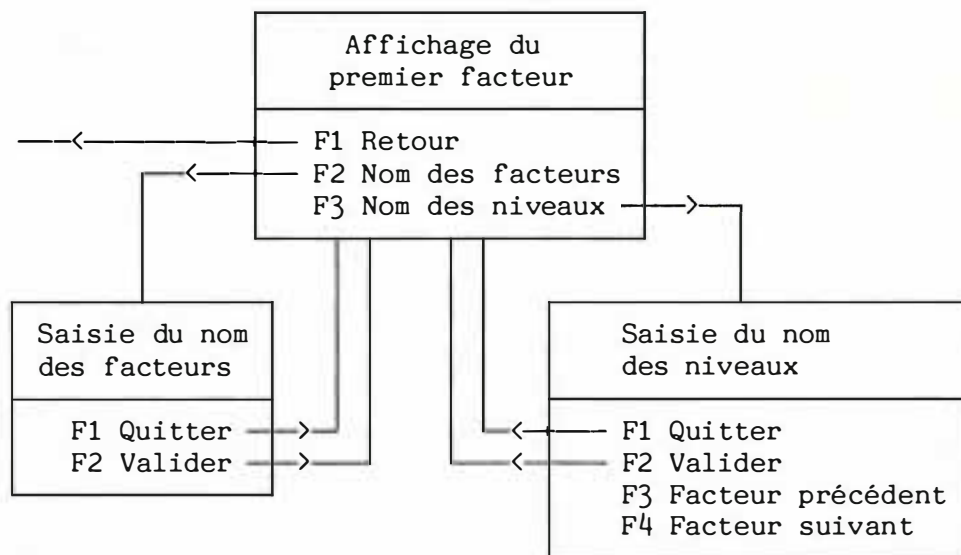 Affichage du
premier facteur
F1 Retour
F2 Nom des facteurs
F3 Nom des niveaux
Saisie du nom
des facteurs
F1 Quitter
F2 Valider
Saisie du nom
des niveaux
F1 Quitter
F2 Valider
F3 Facteur précédent
F4 Facteur suivant